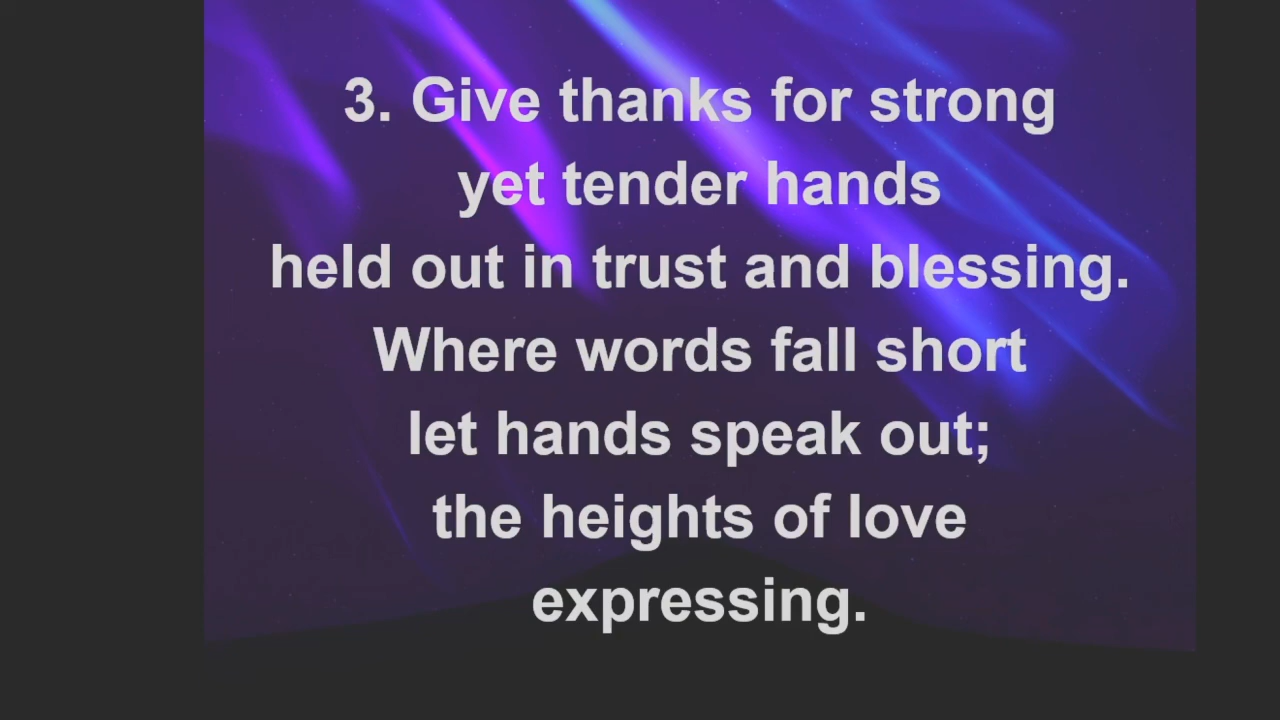 3. Give thanks for strong
yet tender hands
held out in trust and blessing.
Where words fall short
let hands speak out;
the heights of love
expressing.